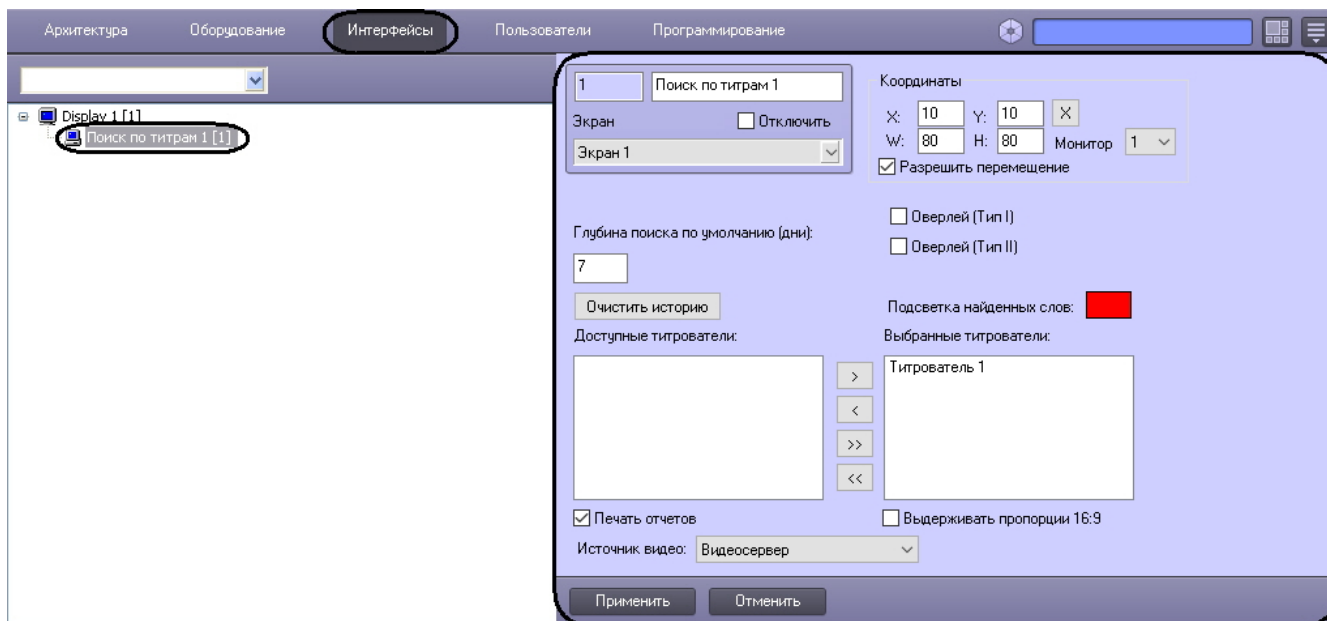 Архитектура Оборудование Интерфейсы Пользователи Программирование
Display 1 [1]
Поиск по титрам 1 [1]
1 Поиск по титрам 1
Экран Отключить
Экран 1
Координаты
X: 10 Y: 10 X
W: 80 H: 80 Монитор 1
Разрешить перемещение
Оверлей (Тип I)
Оверлей (Тип II)
Глубина поиска по умолчанию (дни):
7
Очистить историю
Подсветка найденных слов:
Доступные титрователи:
Выбранные титрователи:
Титрователь 1
>
<
>>
<<
Печать отчетов
Выдерживать пропорции 16:9
Источник видео: Видеосервер
Применить Отменить